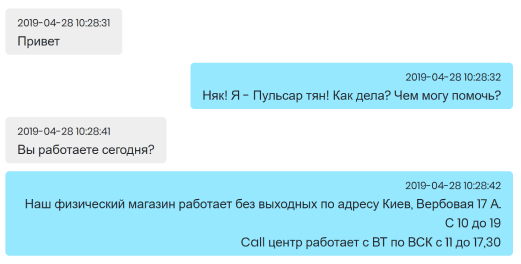 2019-04-28 10:28:31
Привет
2019-04-28 10:28:32
Няк! Я - Пульсар тян! Как дела? Чем могу помочь?
2019-04-28 10:28:41
Вы работаете сегодня?
2019-04-28 10:28:42
Наш физический магазин работает без выходных по адресу Киев, Вербовая 17 А.
С 10 до 19
Call центр работает с ВТ по ВСК с 11 до 17,30